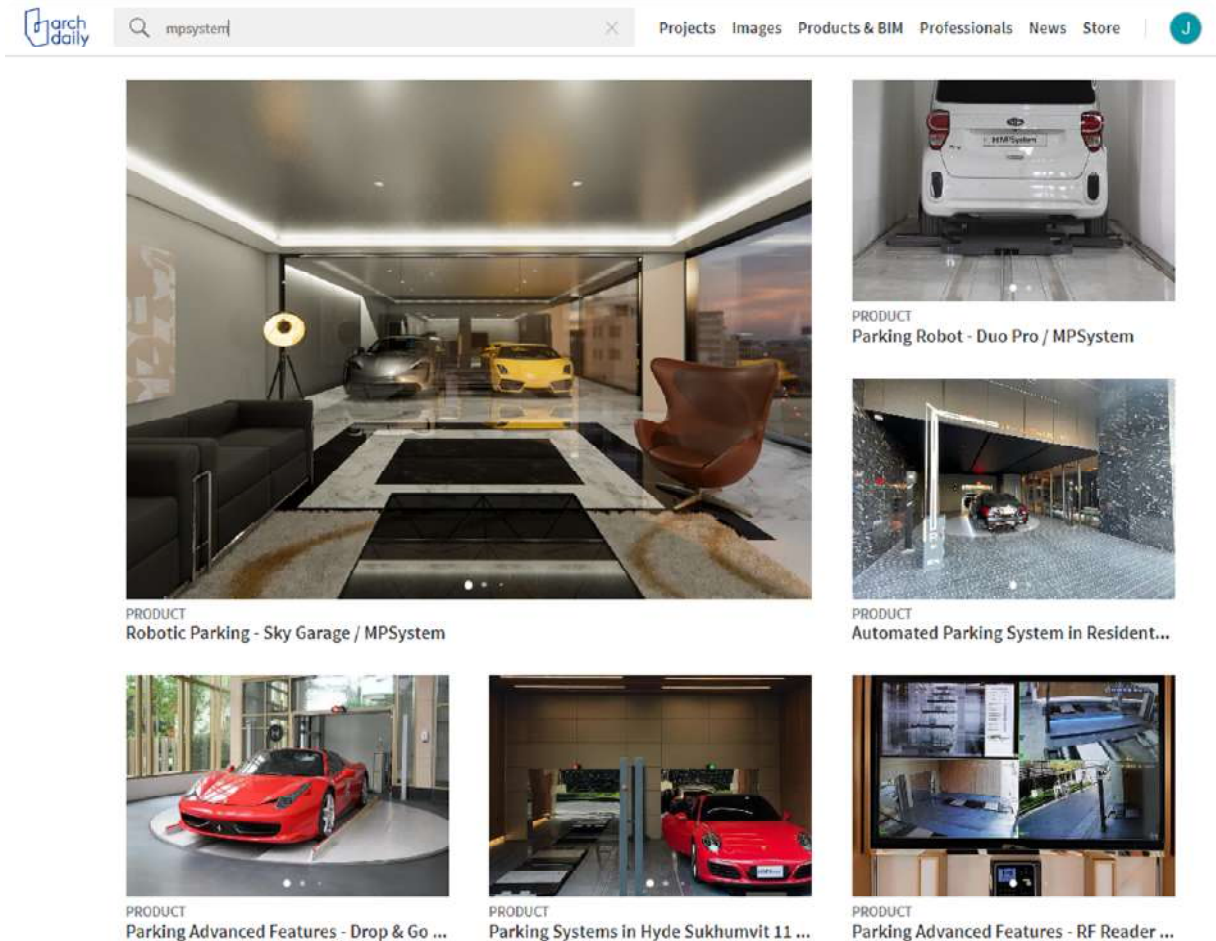 arch
daily
mpsystem
Projects Images Products & BIM Professionals News Store
J
PRODUCT
Robotic Parking - Sky Garage / MPSystem
MPSystem
PRODUCT
Parking Robot - Duo Pro / MPSystem
PRODUCT
Automated Parking System in Resident...
PRODUCT
Parking Advanced Features - Drop & Go ...
PRODUCT
Parking Systems in Hyde Sukhumvit 11 ...
PRODUCT
Parking Advanced Features - RF Reader ...